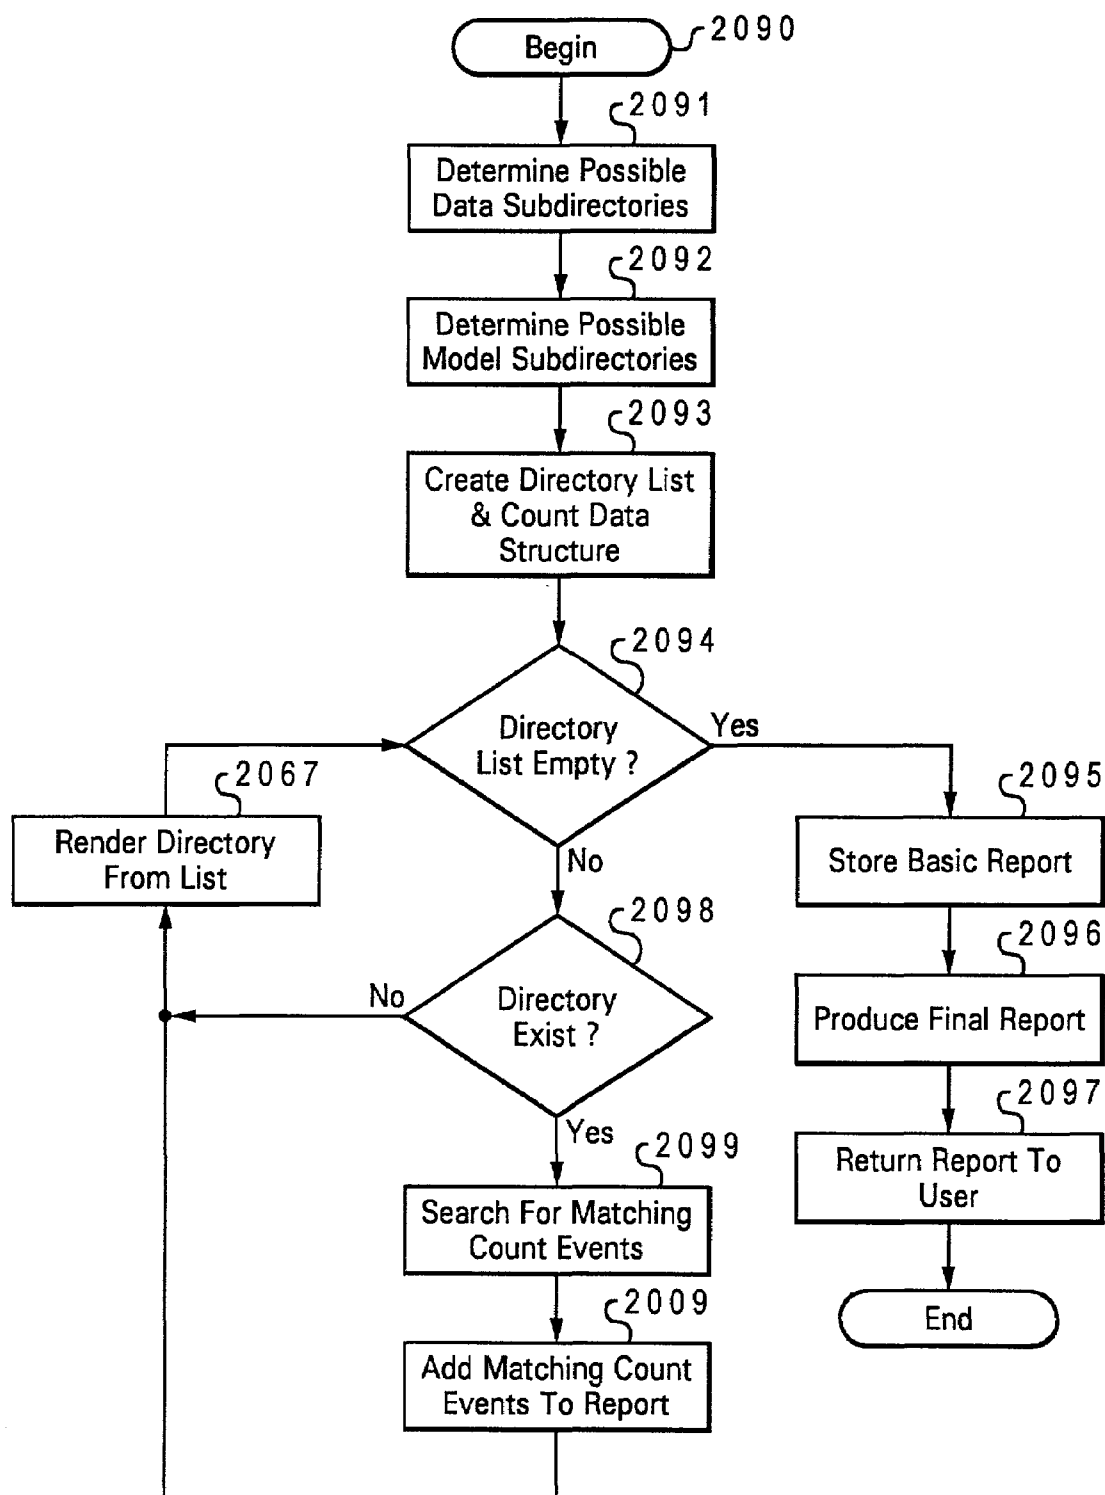 Begin
2090
2091
Determine Possible
Data Subdirectories
2092
Determine Possible
Model Subdirectories
2093
Create Directory List
& Count Data
Structure
2094
Directory
List Empty ?
Yes
No
2067
Render Directory
From List
2095
Store Basic Report
2098
Directory
Exist ?
No
Yes
2096
Produce Final Report
2097
Return Report To
User
2099
Search For Matching
Count Events
2009
Add Matching Count
Events To Report
End